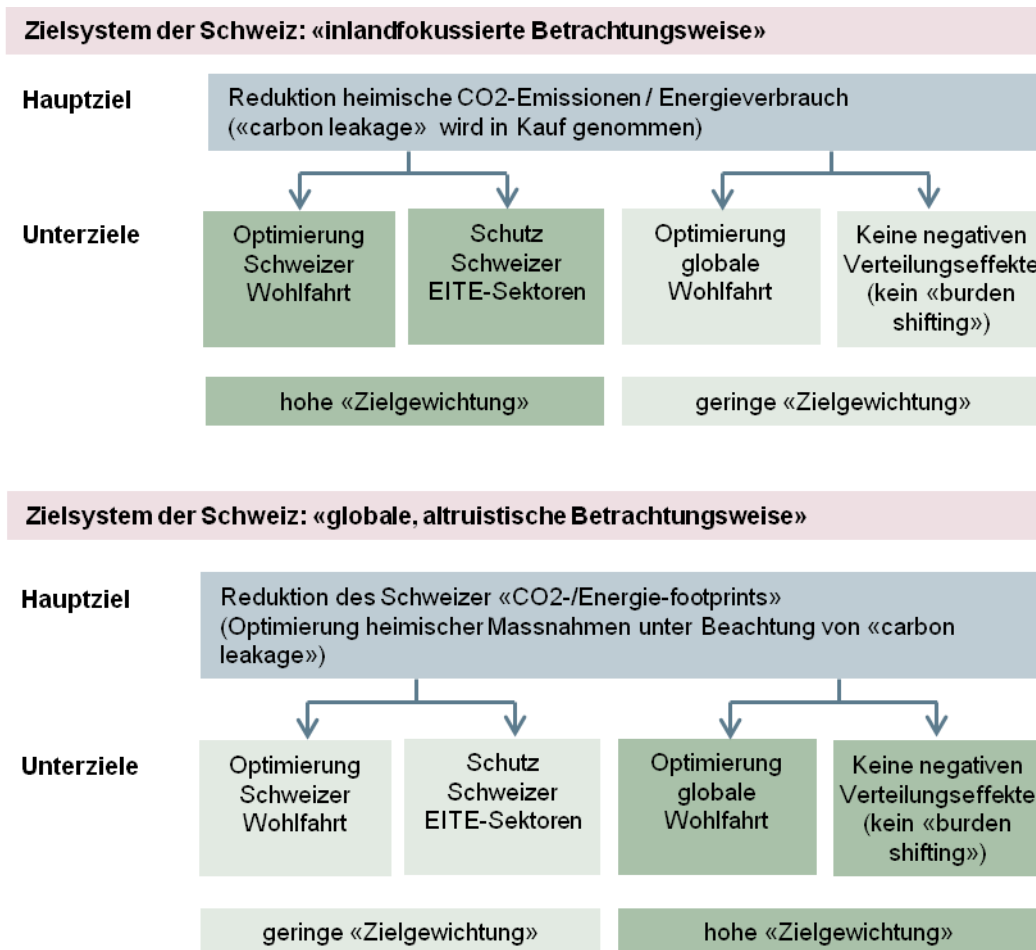 Zielsystem der Schweiz: «inlandfokussierte Betrachtungsweise»
Hauptziel
Reduktion heimische CO2-Emissionen / Energieverbrauch
(«carbon leakage» wird in Kauf genommen)
Unterziele
Optimierung
Schweizer
Wohlfahrt
Schutz
Schweizer
EITE-Sektoren
Optimierung
globale
Wohlfahrt
Keine negativen
Verteilungseffekte
(kein «burden
shifting»)
hohe «Zielgewichtung»
geringe «Zielgewichtung»
Zielsystem der Schweiz: «globale, altruistische Betrachtungsweise»
Hauptziel
Reduktion des Schweizer «CO2-/Energie-footprints»
(Optimierung heimischer Massnahmen unter Beachtung von «carbon
leakage»)
Unterziele
Optimierung
Schweizer
Wohlfahrt
Schutz
Schweizer
EITE-Sektoren
Optimierung
globale
Wohlfahrt
Keine negativen
Verteilungseffekte
(kein «burden
shifting»)
geringe «Zielgewichtung»
hohe «Zielgewichtung»